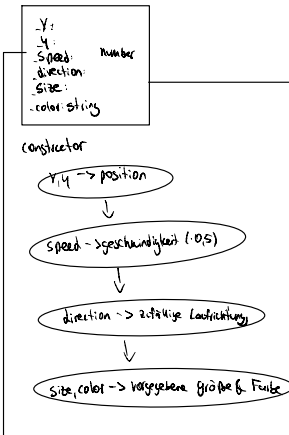 _x:
_y:
_speed: number
_direction:
_size:
_color: string
constructor
x,y -> position
speed -> geschwindigkeit (·0,5)
direction -> zufällige Laufrichtung
size, color -> vorgegebene größe & Farbe